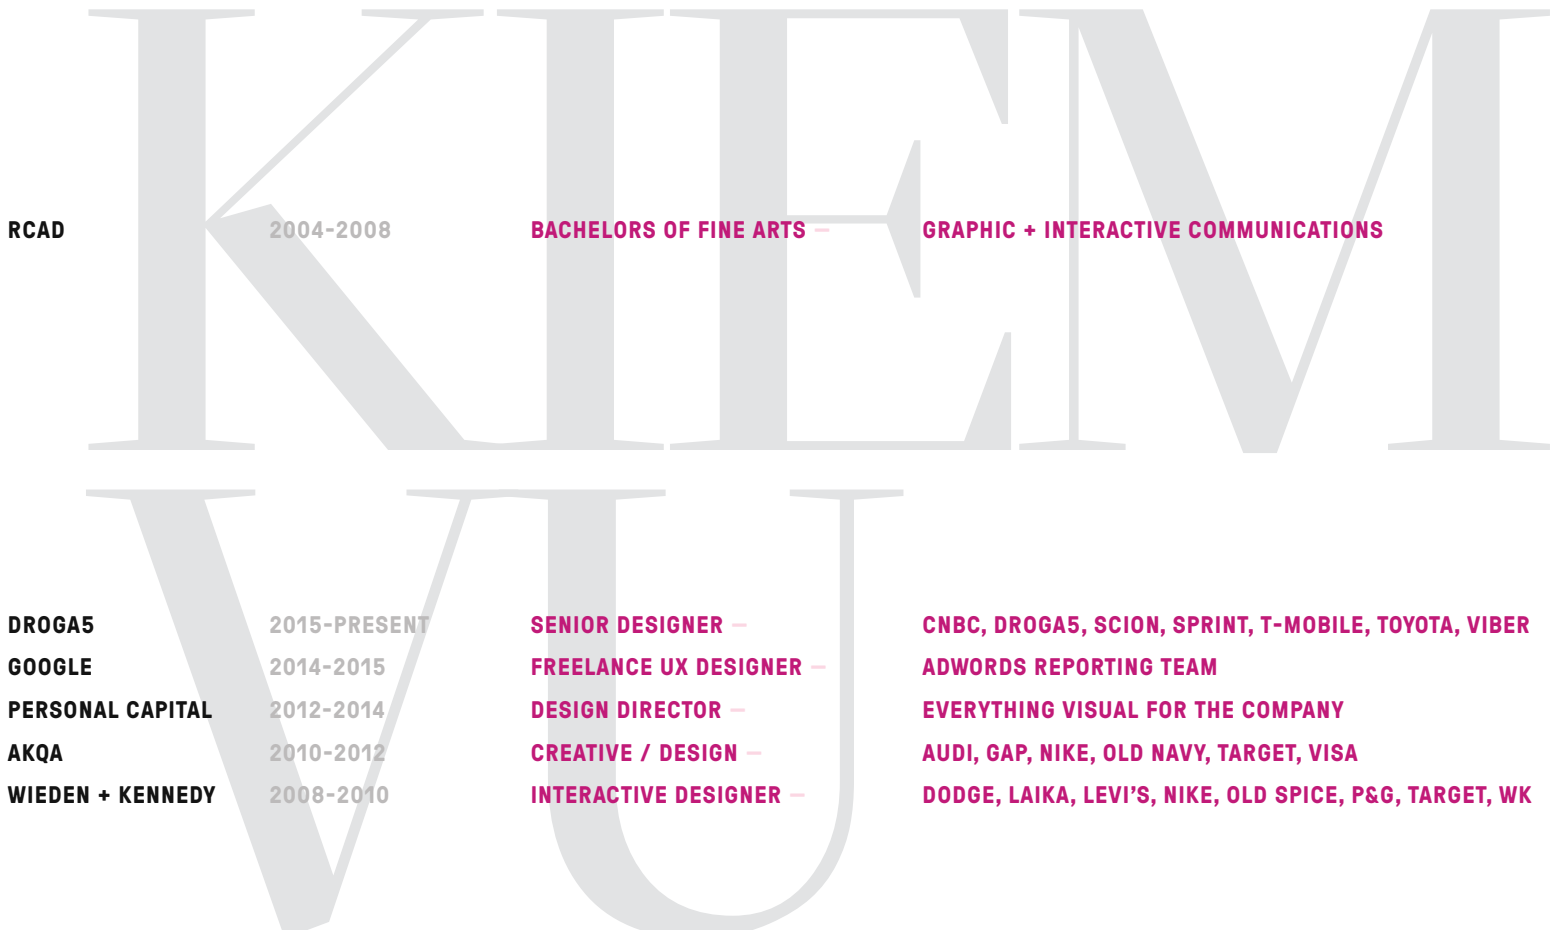 KIEM
RCAD 2004-2008 BACHELORS OF FINE ARTS — GRAPHIC + INTERACTIVE COMMUNICATIONS
VU
DROGA5 2015-PRESENT SENIOR DESIGNER — CNBC, DROGA5, SCION, SPRINT, T-MOBILE, TOYOTA, VIBER
GOOGLE 2014-2015 FREELANCE UX DESIGNER — ADWORDS REPORTING TEAM
PERSONAL CAPITAL 2012-2014 DESIGN DIRECTOR — EVERYTHING VISUAL FOR THE COMPANY
AKQA 2010-2012 CREATIVE / DESIGN — AUDI, GAP, NIKE, OLD NAVY, TARGET, VISA
WIEDEN + KENNEDY 2008-2010 INTERACTIVE DESIGNER — DODGE, LAIKA, LEVI'S, NIKE, OLD SPICE, P&G, TARGET, WK